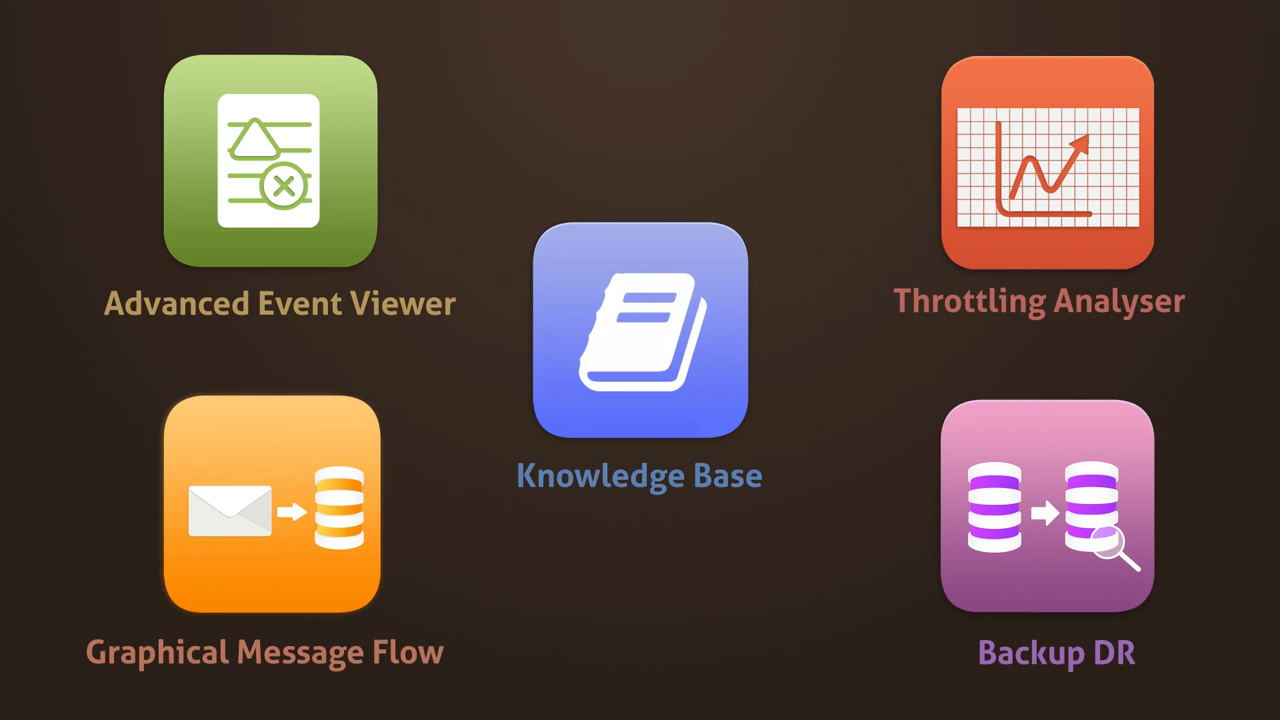 Advanced Event Viewer
Throttling Analyser
Knowledge Base
Graphical Message Flow
Backup DR